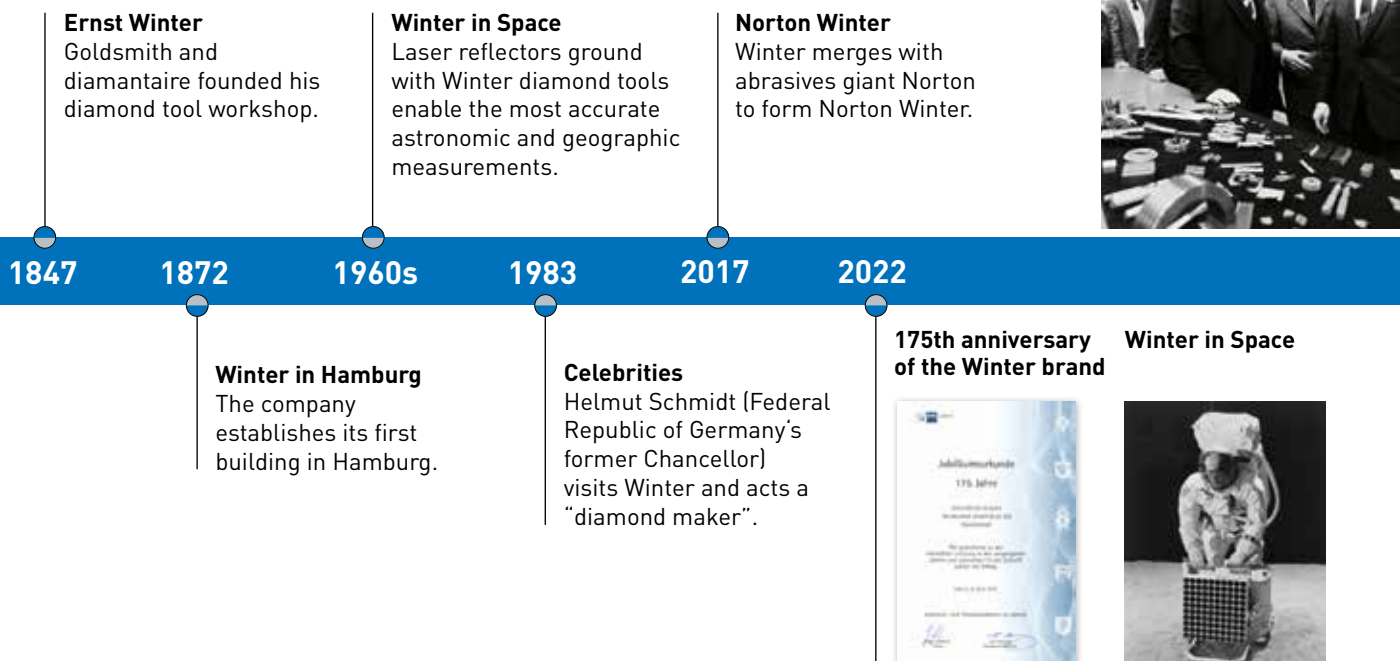 Ernst Winter
Goldsmith and
diamantaire founded his
diamond tool workshop.
Winter in Space
Laser reflectors ground
with Winter diamond tools
enable the most accurate
astronomic and geographic
measurements.
Norton Winter
Winter merges with
abrasives giant Norton
to form Norton Winter.
1847
1872
1960s
1983
2017
2022
Winter in Hamburg
The company
establishes its first
building in Hamburg.
Celebrities
Helmut Schmidt (Federal
Republic of Germany‘s
former Chancellor)
visits Winter and acts a
“diamond maker”.
175th anniversary
of the Winter brand
Winter in Space
Jubiläumsurkunde
175 Jahre